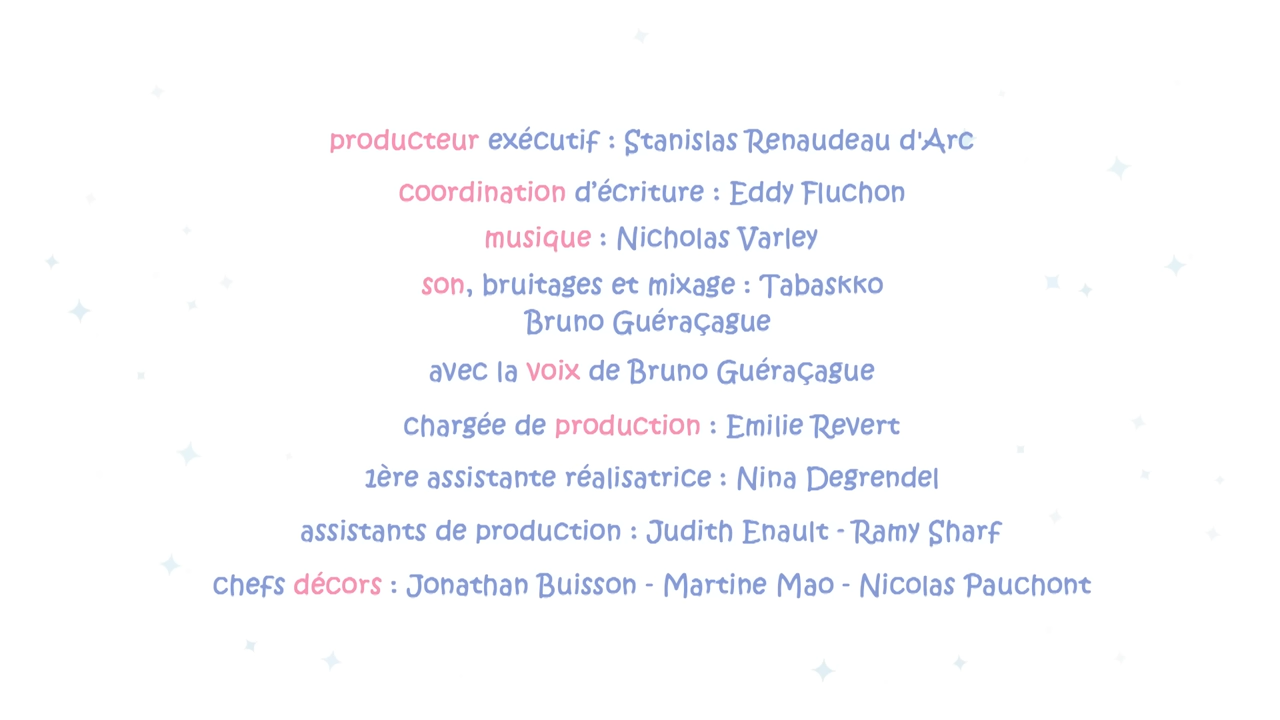 producteur exécutif : Stanislas Renaudeau d'Arc
coordination d’écriture : Eddy Fluchon
musique : Nicholas Varley
son, bruitages et mixage : Tabaskko
Bruno Guéraçague
avec la voix de Bruno Guéraçague
chargée de production : Emilie Revert
1ère assistante réalisatrice : Nina Degrendel
assistants de production : Judith Enault - Ramy Sharf
chefs décors : Jonathan Buisson - Martine Mao - Nicolas Pauchont